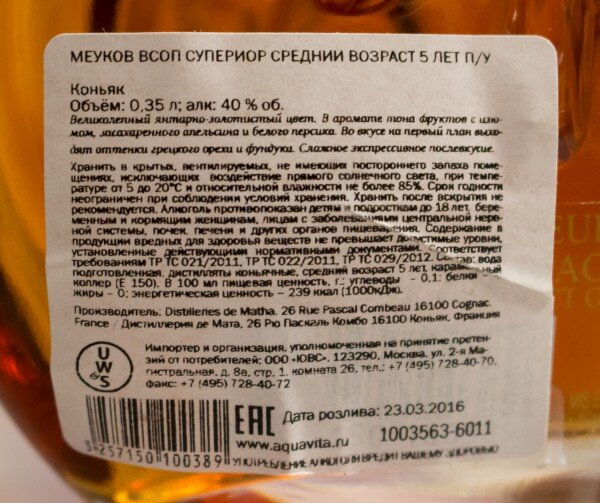 МЕУКОВ ВСОП СУПЕРИОР СРЕДНИЙ ВОЗРАСТ 5 ЛЕТ П/У
Коньяк
Объём: 0,35 л; алк: 40 % об.
Великолепный янтарно-золотистый цвет. В аромате тона фруктов с изю-
мом, засахаренного апельсина и белого персика. Во вкусе на первый план выхо-
дят оттенки грецкого ореха и фундука. Сложное экспрессивное послевкусие.
Хранить в крытых, вентилируемых, не имеющих постороннего запаха поме-
щениях, исключающих воздействие прямого солнечного света, при темпе-
ратуре от 5 до 20°С и относительной влажности не более 85%. Срок годности
неограничен при соблюдении условий хранения. Хранить после вскрытия не
рекомендуется. Алкоголь противопоказан детям и подросткам до 18 лет, бере-
менным и кормящим женщинам, лицам с заболеваниями центральной нерв-
ной системы, почек, печени и других органов пищеварения. Содержание в
продукции вредных для здоровья веществ не превышает допустимые уровни,
установленные действующими нормативными документами. Соответствует
требованиям ТР ТС 021/2011, ТР ТС 022/2011, ТР ТС 029/2012. Состав: вода
подготовленная, дистилляты коньячные, средний возраст 5 лет, карамельный
коллер (Е 150). В 100 мл пищевая ценность, г.: углеводы - 0,1; белки -
жиры - 0; энергетическая ценность - 239 ккал (1000кДж).
Производитель: Distilleries de Matha. 26 Rue Pascal Combeau 16100 Cognac.
France / Дистиллерия де Мата, 26 Рю Паскаль Комбо 16100 Коньяк, Франция
UW&S
Импортер и организация, уполномоченная на принятие претен-
зий от потребителей: ООО «ЮВС». 123290, Москва, ул. 2-я Ма-
гистральная, д. 8а, стр. 1, комната 26, тел.: +7 (495) 728-40-70,
факс: +7 (495) 728-40-72
EAC Дата розлива: 23.03.2016
www.aquavita.ru 1003563-6011
3 257150 100389 УПОТРЕБЛЕНИЕ АЛКОГОЛЯ ВРЕДИТ ВАШЕМУ ЗДОРОВЬЮ